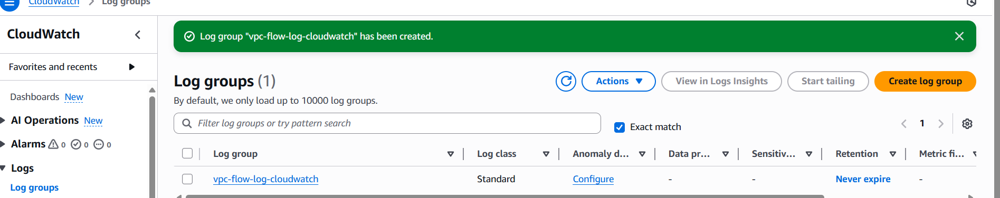 CloudWatch > Log groups
CloudWatch
Log group "vpc-flow-log-cloudwatch" has been created.
Favorites and recents
Log groups (1)
Actions
View in Logs Insights
Start tailing
Create log group
By default, we only load up to 10000 log groups.
Dashboards New
AI Operations New
Filter log groups or try pattern search
Exact match
1
Alarms 0 0 0
Log group
Log class
Anomaly d...
Data pr...
Sensitiv...
Retention
Metric fi...
Logs
Log groups
vpc-flow-log-cloudwatch
Standard
Configure
-
-
Never expire
-